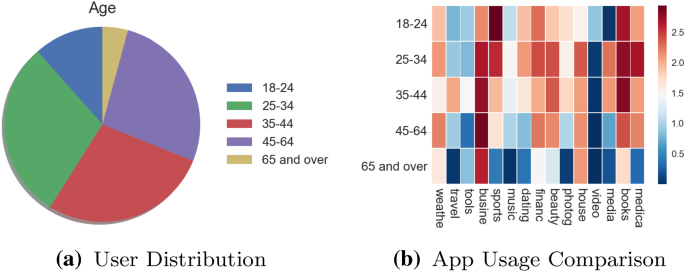 Age
18-24
25-34
35-44
45-64
65 and over
(a) User Distribution
18-24
25-34
35-44
45-64
65 and over
weathe
travel
tools
busine
sports
music
dating
financ
beauty
photog
house
video
media
books
medica
2.5
2.0
1.5
1.0
0.5
(b) App Usage Comparison